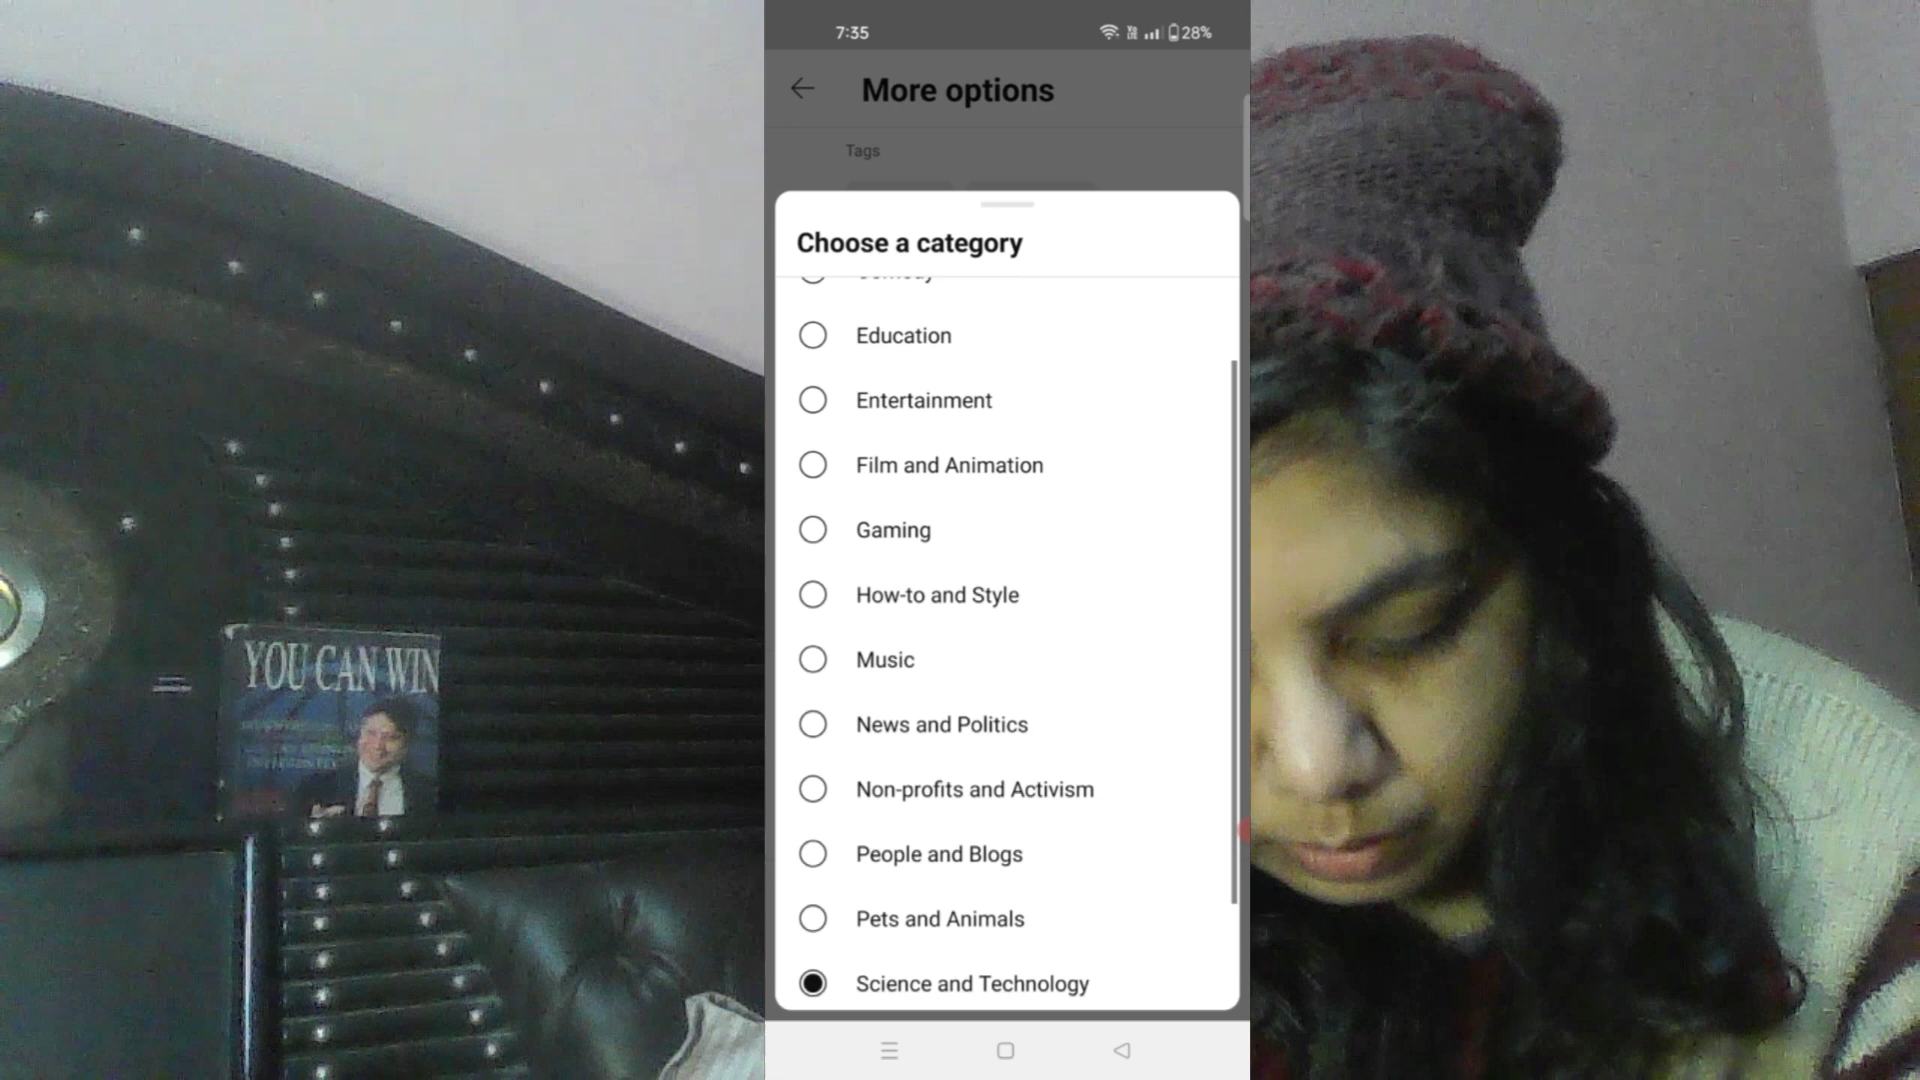 YOU CAN WIN
7:35
28%
More options
Tags
Choose a category
Education
Entertainment
Film and Animation
Gaming
How-to and Style
Music
News and Politics
Non-profits and Activism
People and Blogs
Pets and Animals
Science and Technology